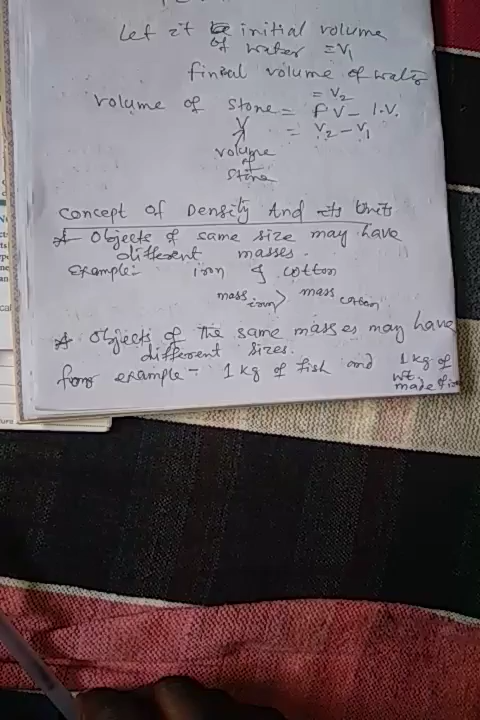 Let it be initial volume
of water = V1
final volume of water
= V2
volume of stone = F.V - I.V.
V = V2 - V1
volume
of
stone
Concept of Density And its Units
* Objects of same size may have
different masses.
example:- iron & cotton
mass iron > mass cotton
* Objects of the same masses may have
different sizes.
for example - 1 kg of fish and 1 kg of
wt. made of